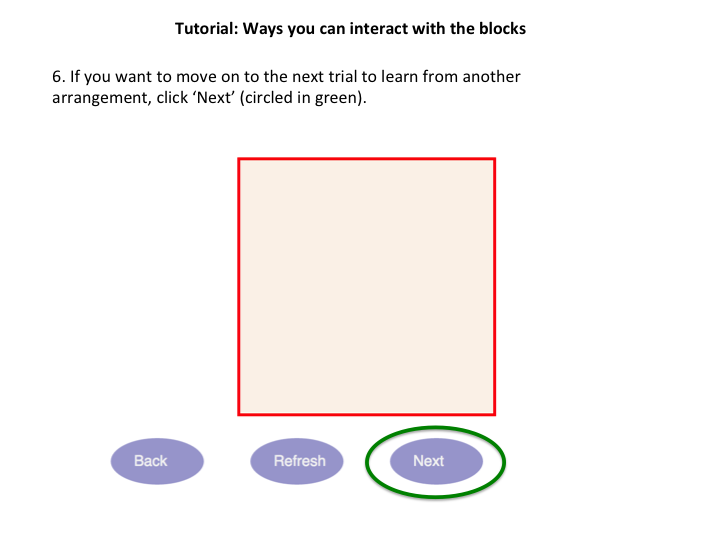 Tutorial: Ways you can interact with the blocks
6. If you want to move on to the next trial to learn from another
arrangement, click ‘Next’ (circled in green).
Back
Refresh
Next